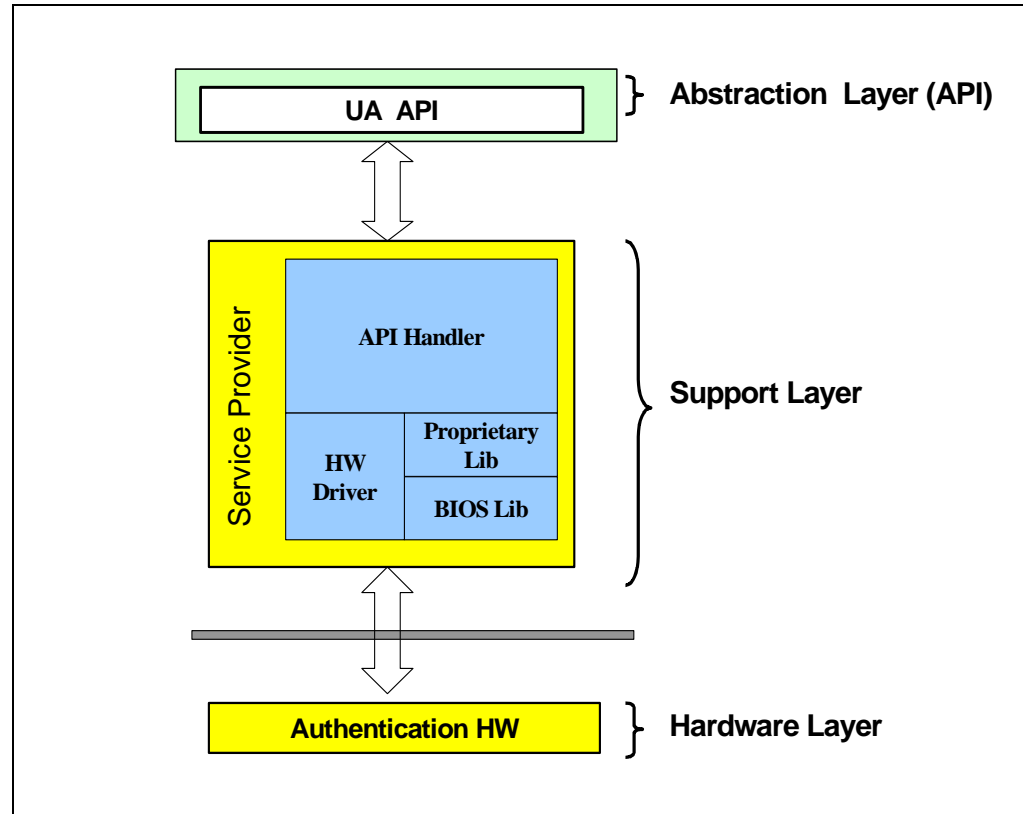 UA API
Abstraction Layer (API)
Service Provider
API Handler
HW
Driver
Proprietary
Lib
BIOS Lib
Support Layer
Authentication HW
Hardware Layer